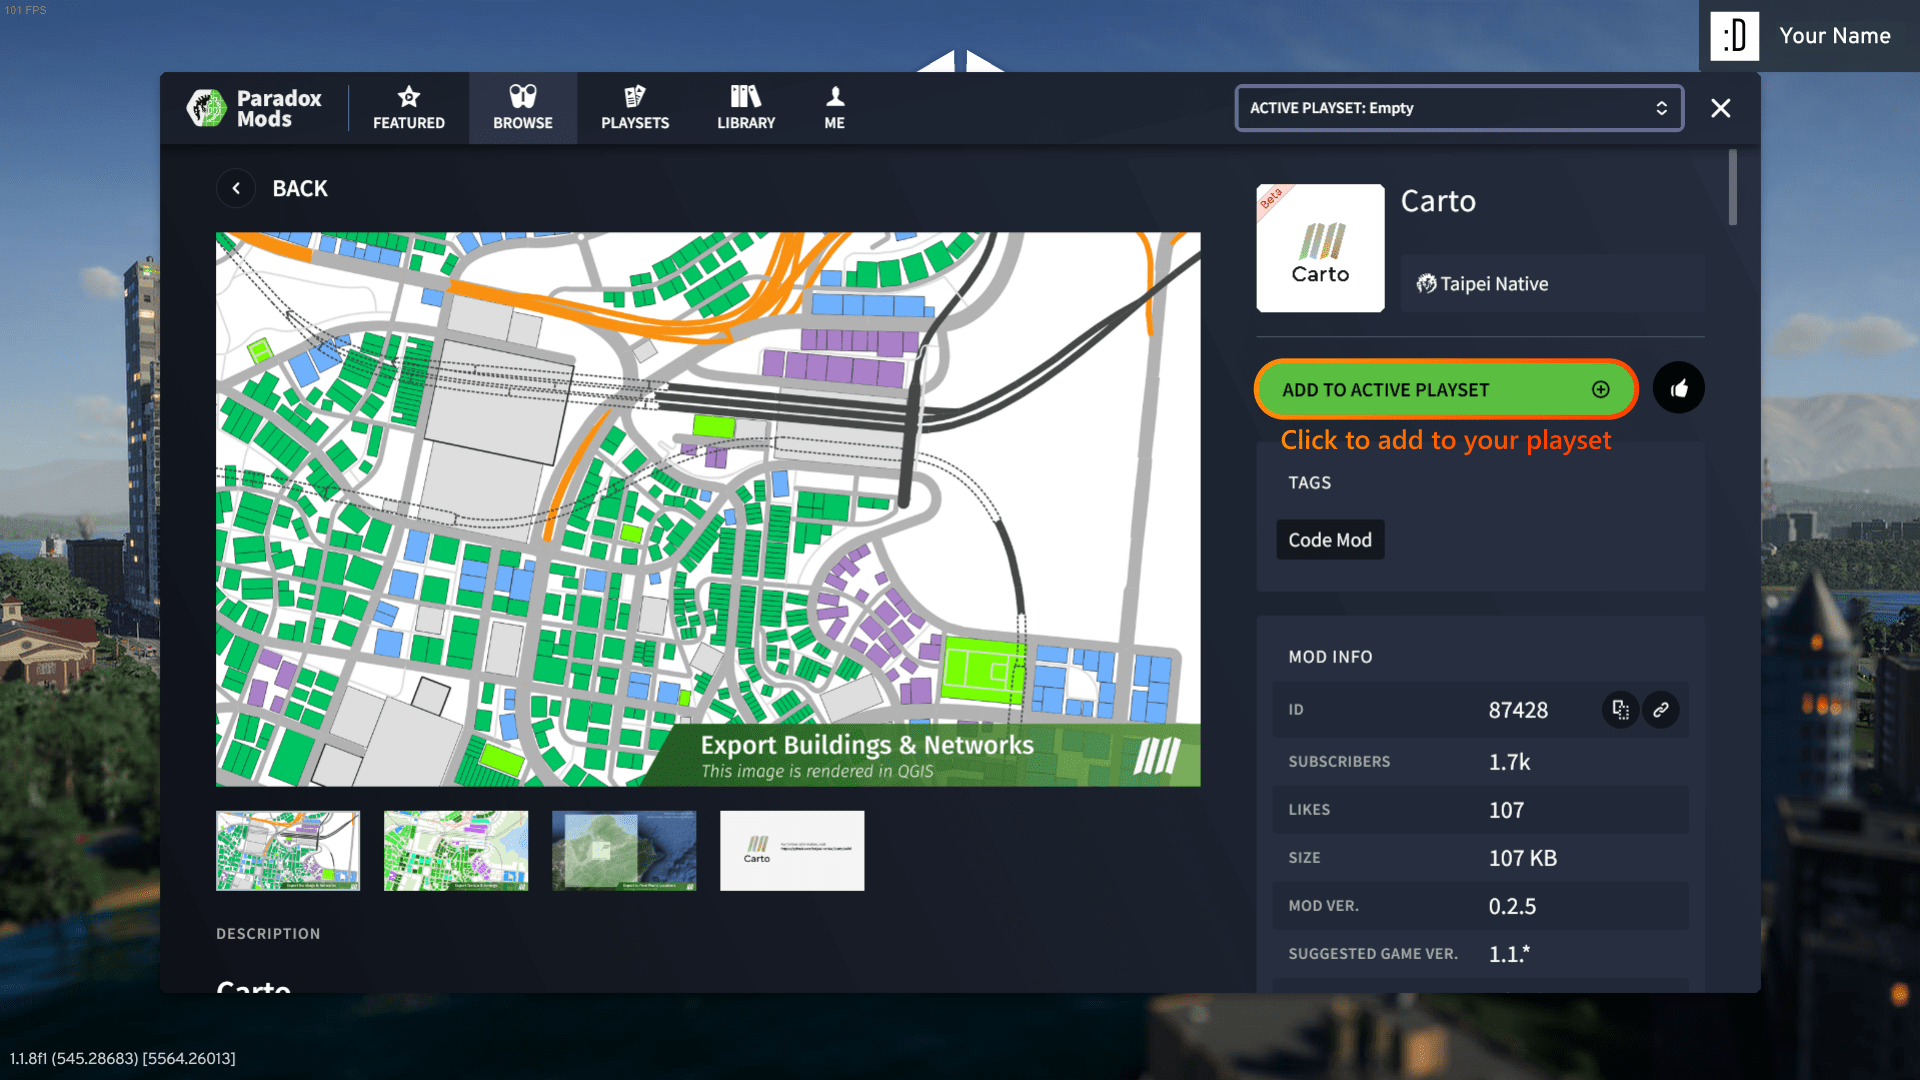 101 FPS
:D Your Name
Paradox
Mods
FEATURED
BROWSE
PLAYSETS
LIBRARY
ME
ACTIVE PLAYSET: Empty
BACK
Export Buildings & Networks
This image is rendered in QGIS
Carto
DESCRIPTION
Carto
Beta
Carto
Carto
Taipei Native
ADD TO ACTIVE PLAYSET
Click to add to your playset
TAGS
Code Mod
MOD INFO
ID 87428
SUBSCRIBERS 1.7k
LIKES 107
SIZE 107 KB
MOD VER. 0.2.5
SUGGESTED GAME VER. 1.1.*
1.1.8f1 (545.28683) [5564.26013]